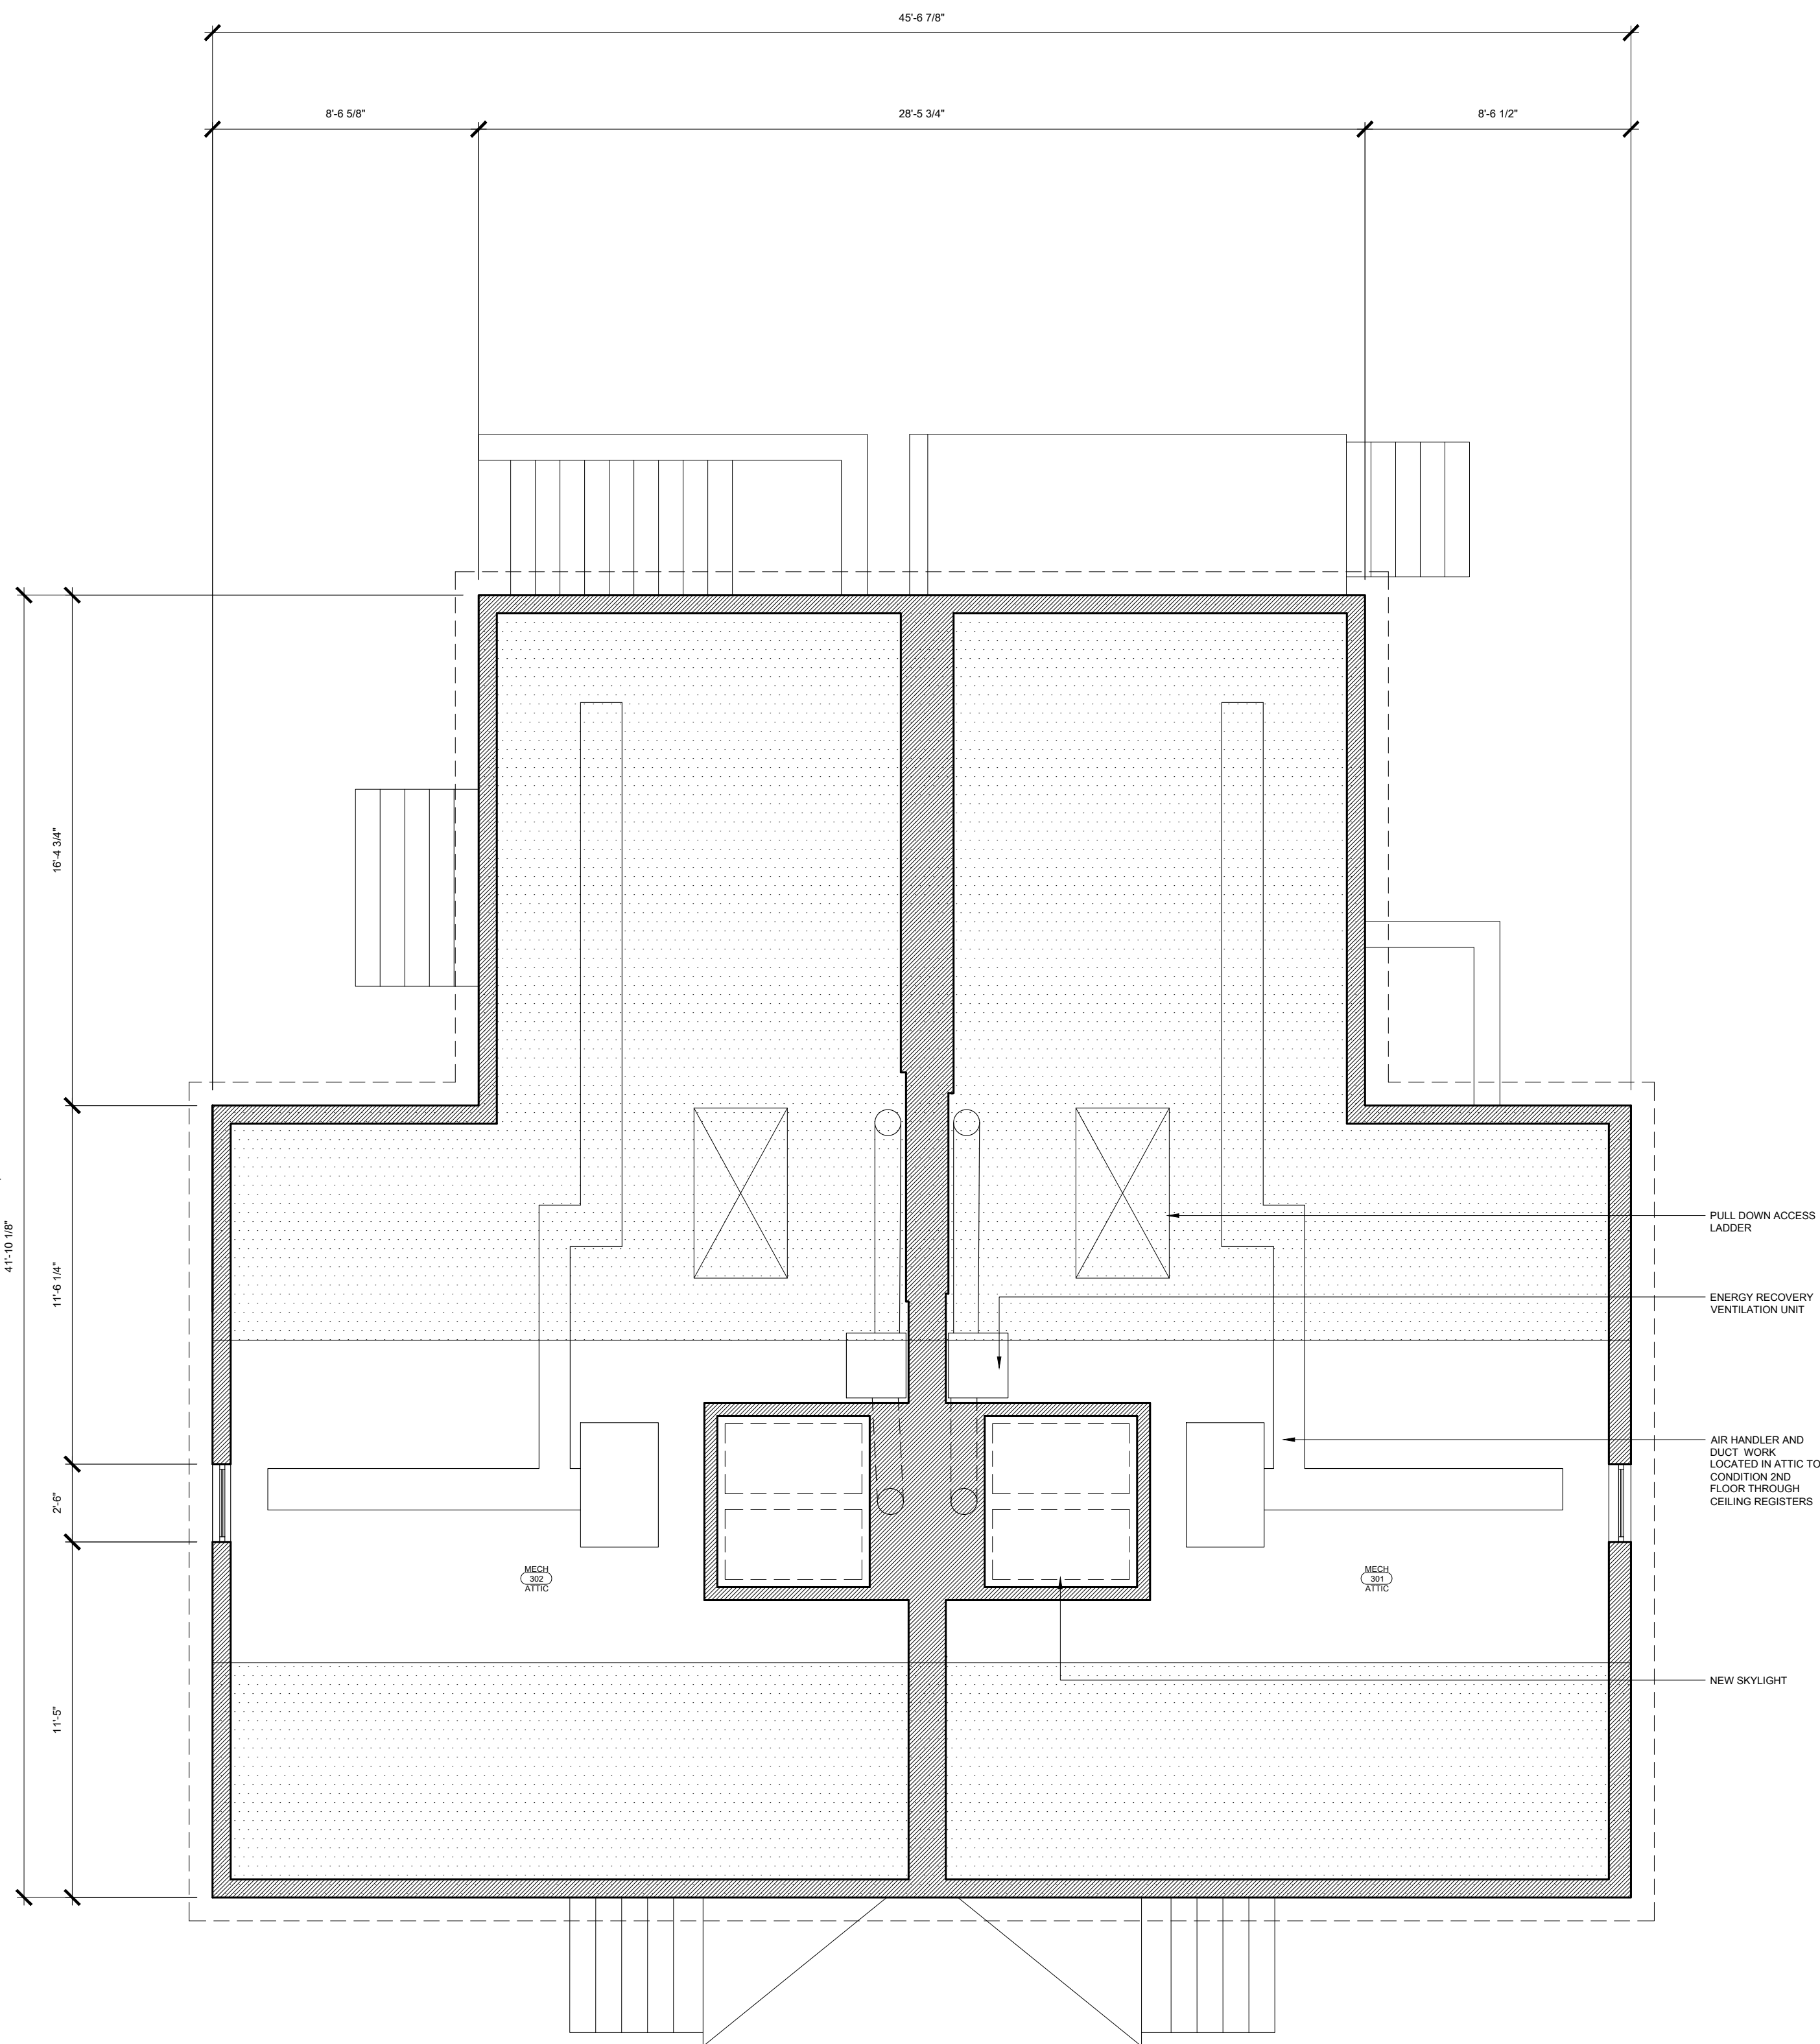 45'-6 7/8"
8'-6 5/8"
28'-5 3/4"
8'-6 1/2"
16'-4 3/4"
41'-10 1/8"
11'-6 1/4"
2'-6"
11'-5"
PULL DOWN ACCESS
LADDER
ENERGY RECOVERY
VENTILATION UNIT
AIR HANDLER AND
DUCT WORK
LOCATED IN ATTIC TO
CONDITION 2ND
FLOOR THROUGH
CEILING REGISTERS
MECH
302
ATTIC
MECH
301
ATTIC
NEW SKYLIGHT